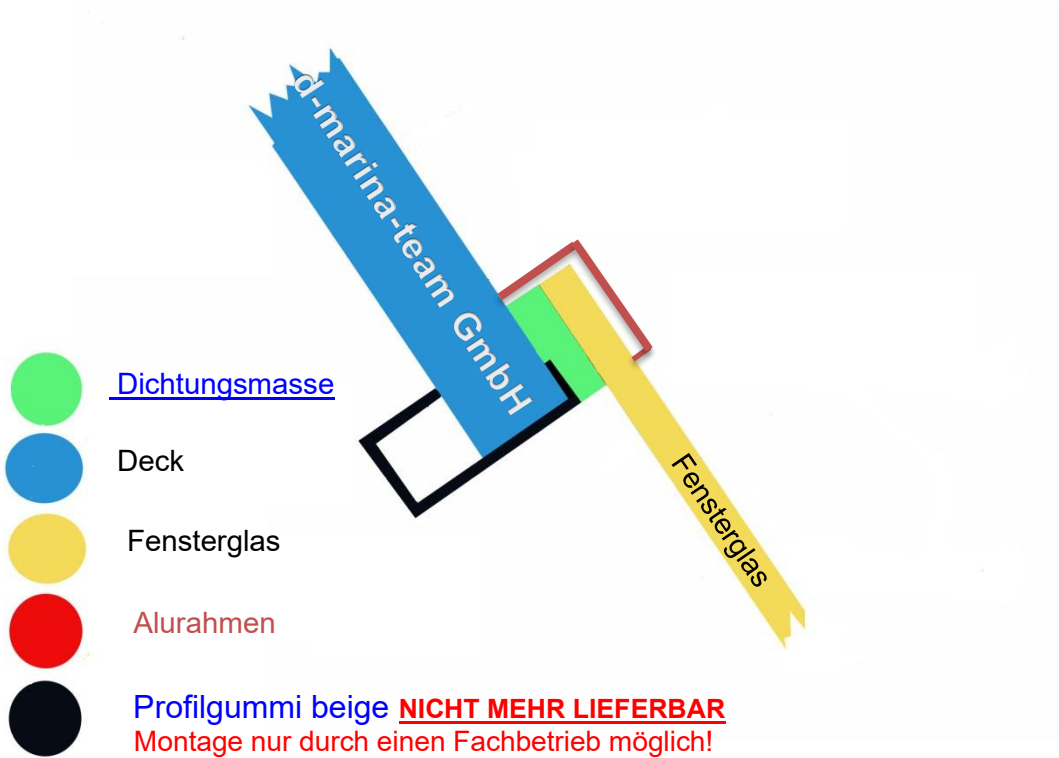 d-marina-team GmbH
Fensterglas
Dichtungsmasse
Deck
Fensterglas
Alurahmen
Profilgummi beige NICHT MEHR LIEFERBAR
Montage nur durch einen Fachbetrieb möglich!